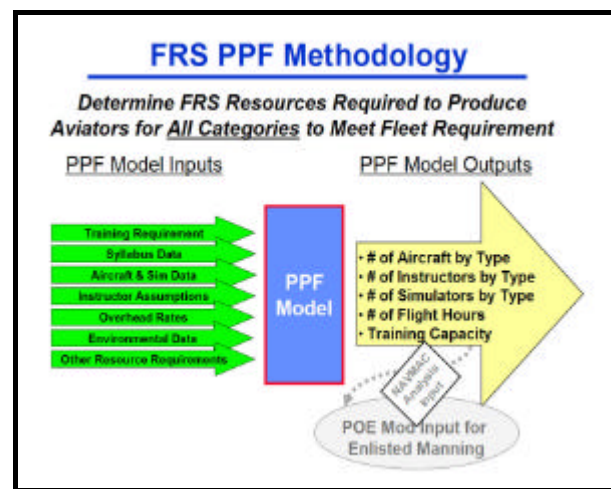 FRS PPF Methodology
Determine FRS Resources Required to Produce
Aviators for All Categories to Meet Fleet Requirement
PPF Model Inputs
PPF Model Outputs
Training Requirement
Syllabus Data
Aircraft & Sim Data
Instructor Assumptions
Overhead Rates
Environmental Data
Other Resource Requirements
PPF
Model
• # of Aircraft by Type
• # of Instructors by Type
• # of Simulators by Type
• # of Flight Hours
• Training Capacity
NAVMAC
Analysis
Input
POE Mod Input for
Enlisted Manning